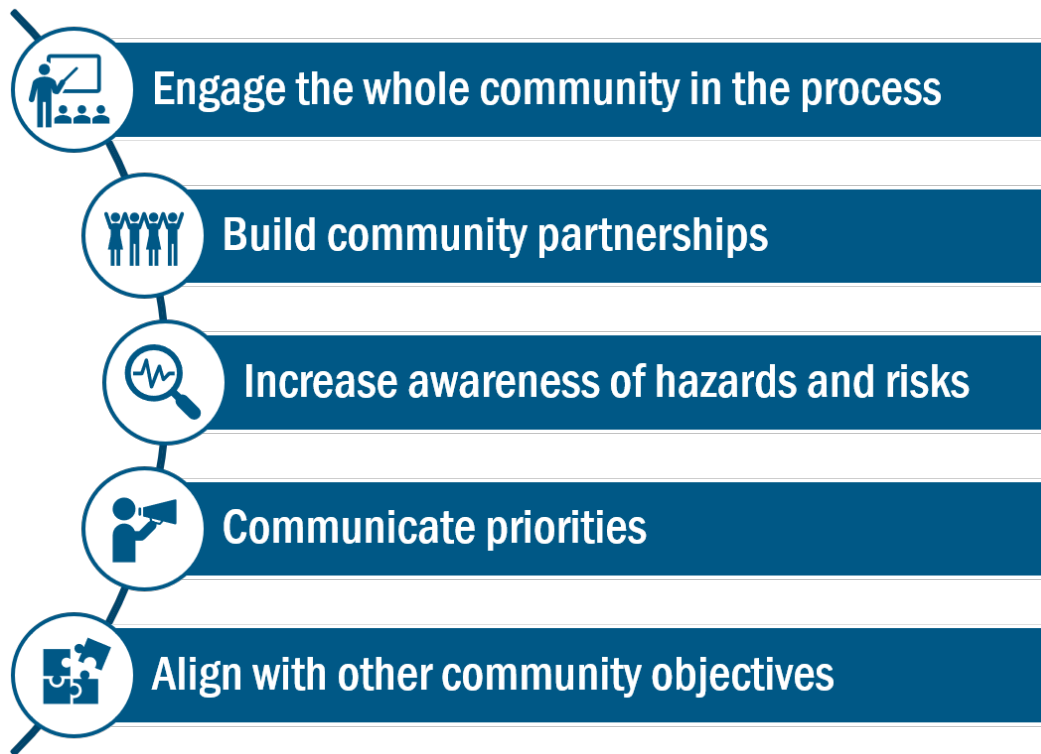 Engage the whole community in the process
Build community partnerships
Increase awareness of hazards and risks
Communicate priorities
Align with other community objectives